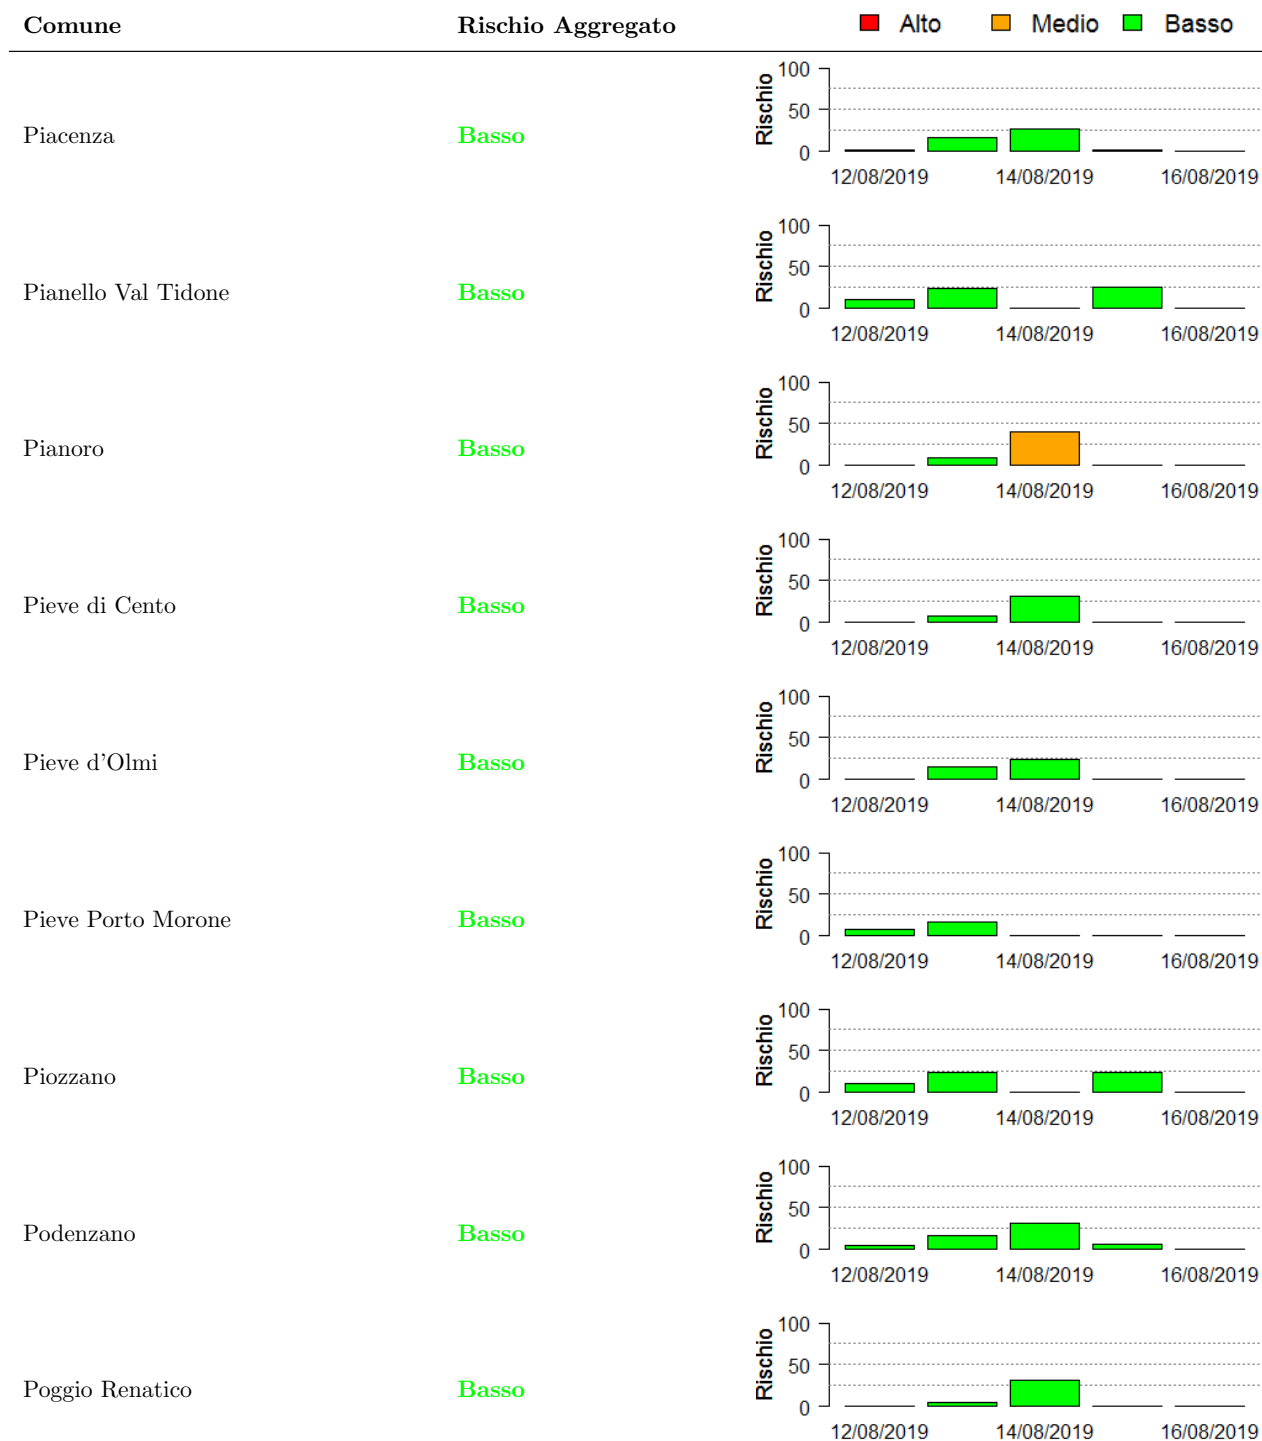 Comune Rischio Aggregato Alto Medio Basso
Piacenza Basso Rischio 100 50 0
12/08/2019 14/08/2019 16/08/2019
Pianello Val Tidone Basso Rischio 100 50 0
12/08/2019 14/08/2019 16/08/2019
Pianoro Basso Rischio 100 50 0
12/08/2019 14/08/2019 16/08/2019
Pieve di Cento Basso Rischio 100 50 0
12/08/2019 14/08/2019 16/08/2019
Pieve d'Olmi Basso Rischio 100 50 0
12/08/2019 14/08/2019 16/08/2019
Pieve Porto Morone Basso Rischio 100 50 0
12/08/2019 14/08/2019 16/08/2019
Piozzano Basso Rischio 100 50 0
12/08/2019 14/08/2019 16/08/2019
Podenzano Basso Rischio 100 50 0
12/08/2019 14/08/2019 16/08/2019
Poggio Renatico Basso Rischio 100 50 0
12/08/2019 14/08/2019 16/08/2019